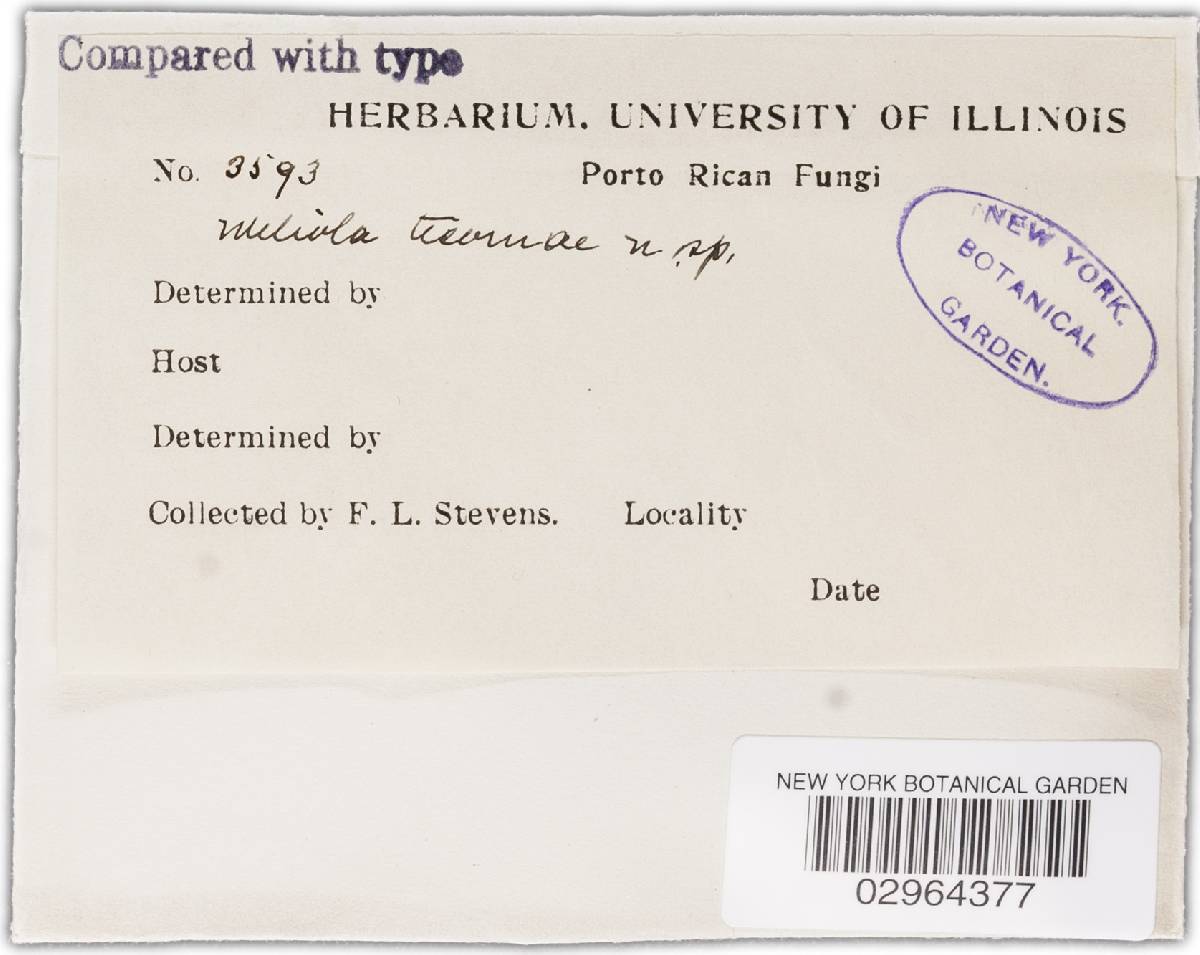 Compared with type
HERBARIUM, UNIVERSITY OF ILLINOIS
No. 3593 Porto Rican Fungi
Meliola tecomae n sp.
NEW YORK.
BOTANICAL
GARDEN.
Determined by
Host
Determined by
Collected by F. L. Stevens. Locality
Date
NEW YORK BOTANICAL GARDEN
02964377